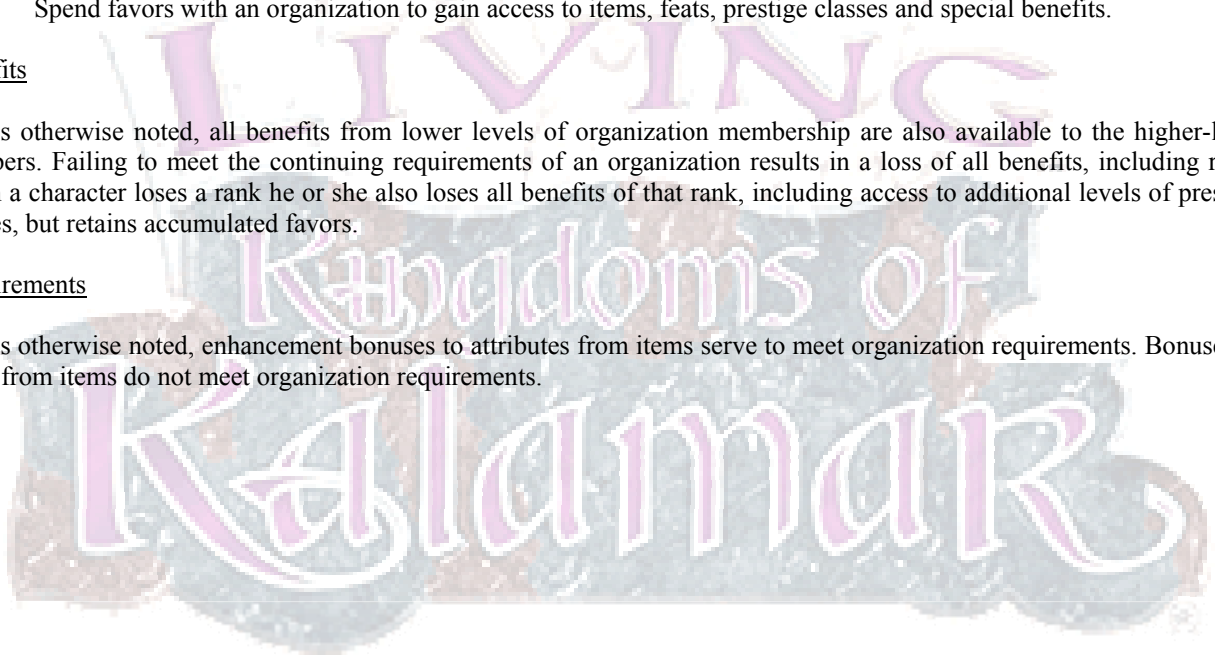 Spend favors with an organization to gain access to items, feats, prestige classes and special benefits.
LIVING
fits
s otherwise noted, all benefits from lower levels of organization membership are also available to the higher-l
bers. Failing to meet the continuing requirements of an organization results in a loss of all benefits, including
a character loses a rank he or she also loses all benefits of that rank, including access to additional levels of pres
es, but retains accumulated favors.
Kingdoms of
irements
s otherwise noted, enhancement bonuses to attributes from items serve to meet organization requirements. Bonuse
from items do not meet organization requirements.
Kalamar
®